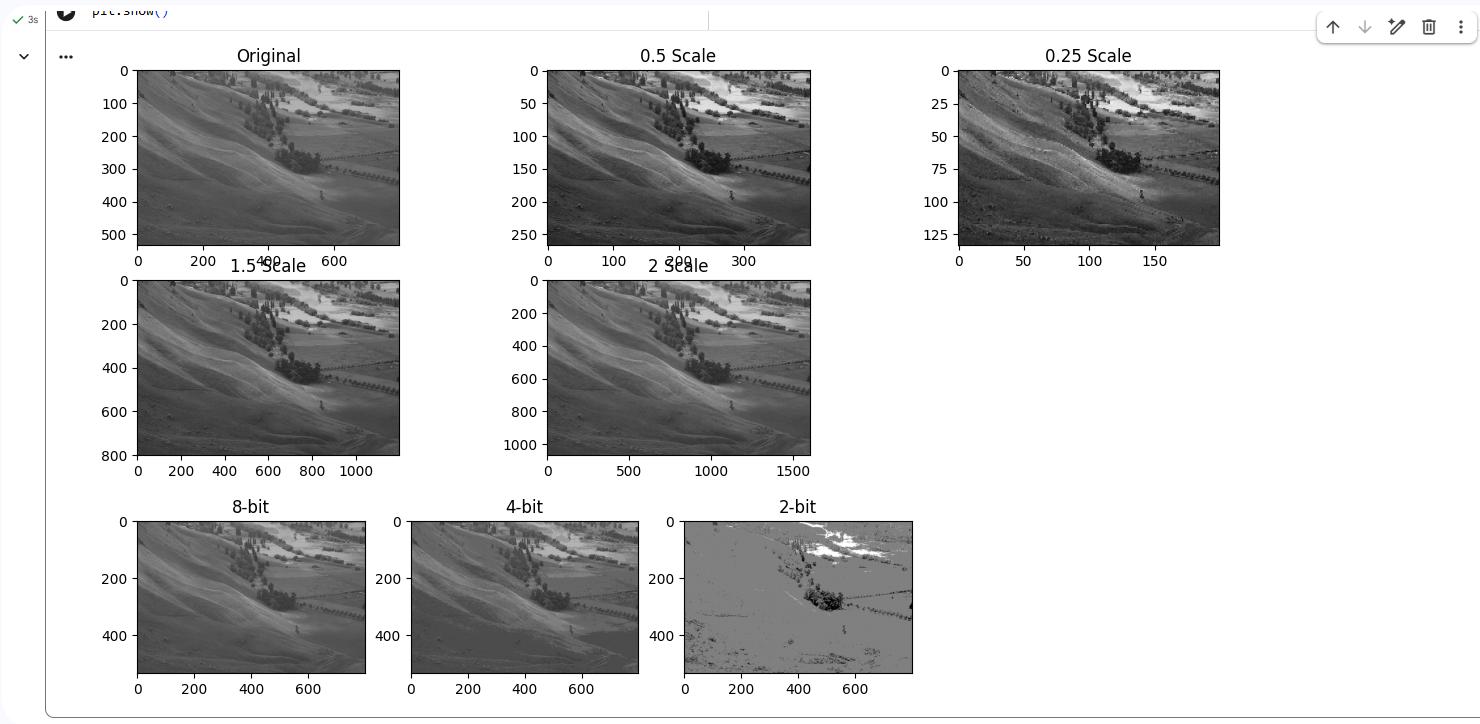 3s
plt.show()
Original
0.5 Scale
0.25 Scale
0
100
200
300
400
500
0 200 400 600
0
50
100
150
200
250
0 100 200 300
0
25
50
75
100
125
0 50 100 150
1.5 Scale
2 Scale
0
200
400
600
800
0 200 400 600 800 1000
0
200
400
600
800
1000
0 500 1000 1500
8-bit
4-bit
2-bit
0
200
400
0 200 400 600
0
200
400
0 200 400 600
0
200
400
0 200 400 600